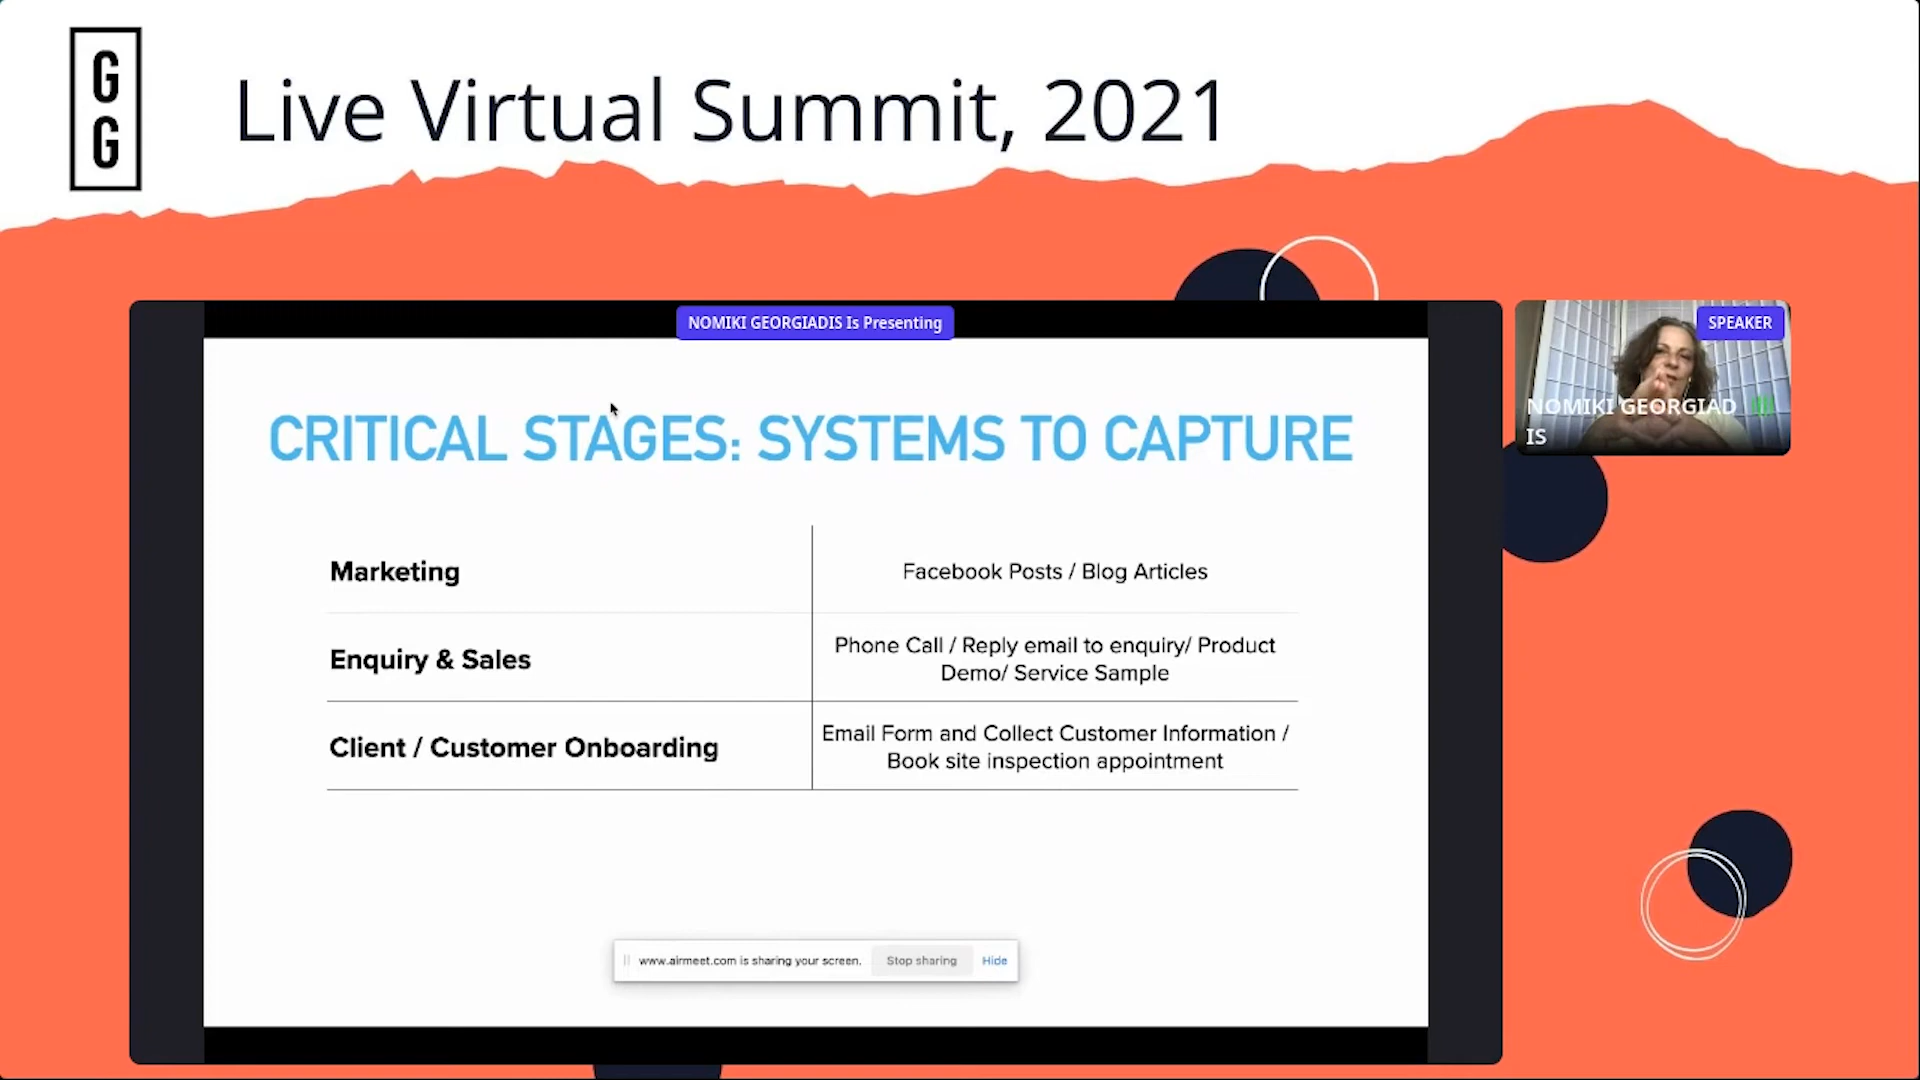 G
G
Live Virtual Summit, 2021
NOMIKI GEORGIADIS Is Presenting
SPEAKER
NOMIKI GEORGIAD
IS
CRITICAL STAGES: SYSTEMS TO CAPTURE
Marketing
Facebook Posts / Blog Articles
Enquiry & Sales
Phone Call / Reply email to enquiry/ Product
Demo/ Service Sample
Client / Customer Onboarding
Email Form and Collect Customer Information /
Book site inspection appointment
www.airmeet.com is sharing your screen.
Stop sharing
Hide